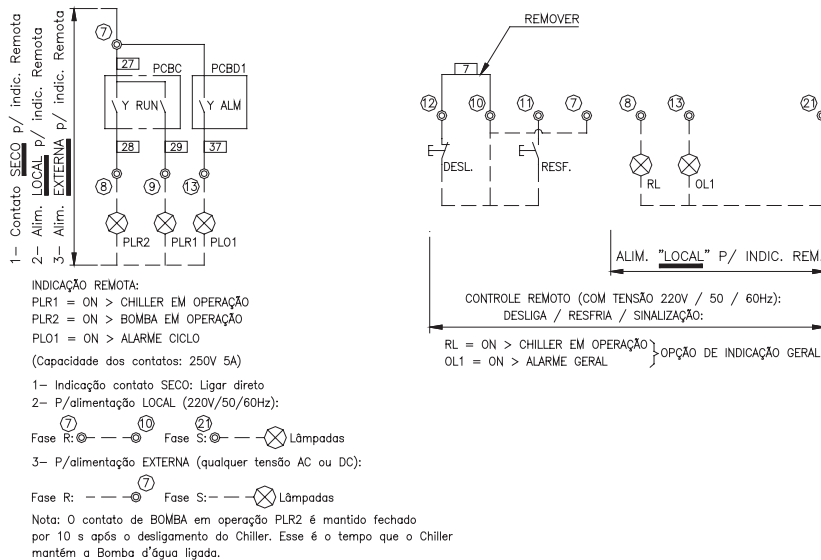 1– Contato SECO p/ indic. Remota
2– Alim. LOCAL p/ indic. Remota
3– Alim. EXTERNA p/ indic. Remota
7
27
PCBC
PCBD1
Y RUN
Y ALM
28
29
37
8
9
13
PLR2
PLR1
PLO1
INDICAÇÃO REMOTA:
PLR1 = ON > CHILLER EM OPERAÇÃO
PLR2 = ON > BOMBA EM OPERAÇÃO
PLO1 = ON > ALARME CICLO
(Capacidade dos contatos: 250V 5A)
1– Indicação contato SECO: Ligar direto
2– P/alimentação LOCAL (220V/50/60Hz):
7 10 21
Fase R: Fase S: Lâmpadas
3– P/alimentação EXTERNA (qualquer tensão AC ou DC):
7
Fase R: Fase S: Lâmpadas
Nota: O contato de BOMBA em operação PLR2 é mantido fechado
por 10 s após o desligamento do Chiller. Esse é o tempo que o Chiller
mantém a Bomba d'água ligada.
REMOVER
7
12 10 11 7 8 13 21
DESL.
RESF.
RL
OL1
ALIM. "LOCAL" P/ INDIC. REM.
CONTROLE REMOTO (COM TENSÃO 220V / 50 / 60Hz):
DESLIGA / RESFRIA / SINALIZAÇÃO:
RL = ON > CHILLER EM OPERAÇÃO
OL1 = ON > ALARME GERAL
OPÇÃO DE INDICAÇÃO GERAL